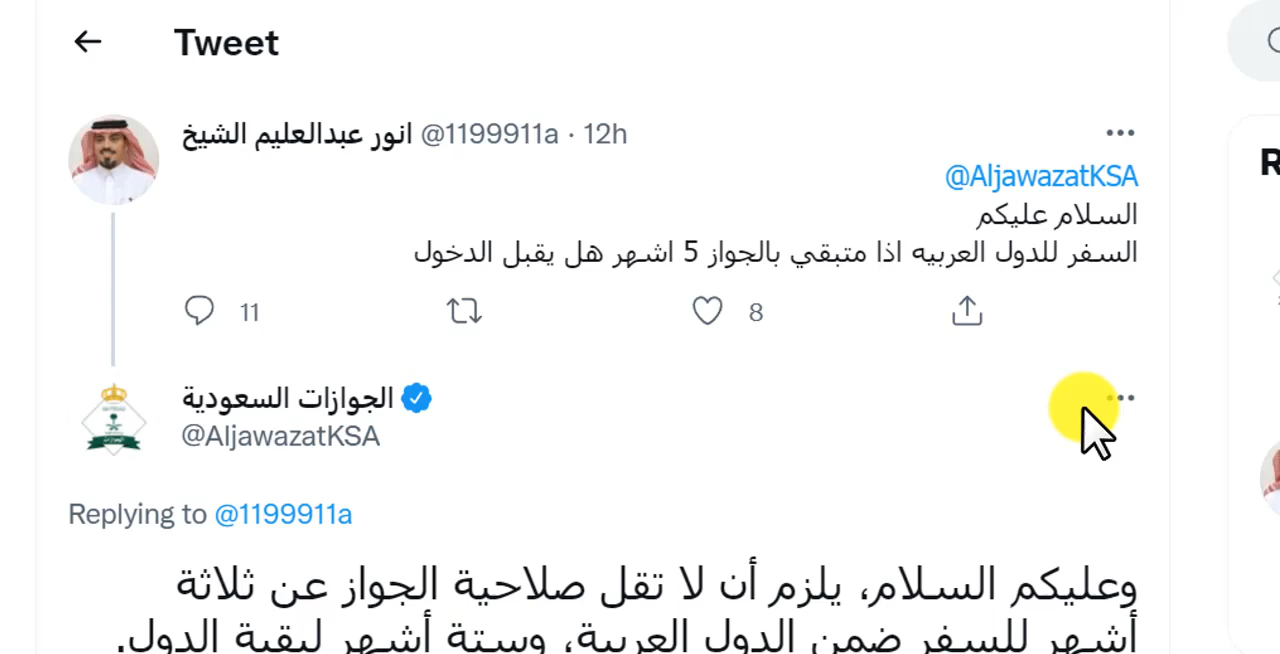 Tweet
انور عبدالعليم الشيخ @1199911a · 12h
@AljawazatKSA
السلام عليكم
السفر للدول العربيه اذا متبقي بالجواز 5 اشهر هل يقبل الدخول
11 8
الجوازات السعودية
@AljawazatKSA
Replying to @1199911a
وعليكم السلام، يلزم أن لا تقل صلاحية الجواز عن ثلاثة
أشهر للسفر ضمن الدول العربية، وستة أشهر لبقية الدول.
R